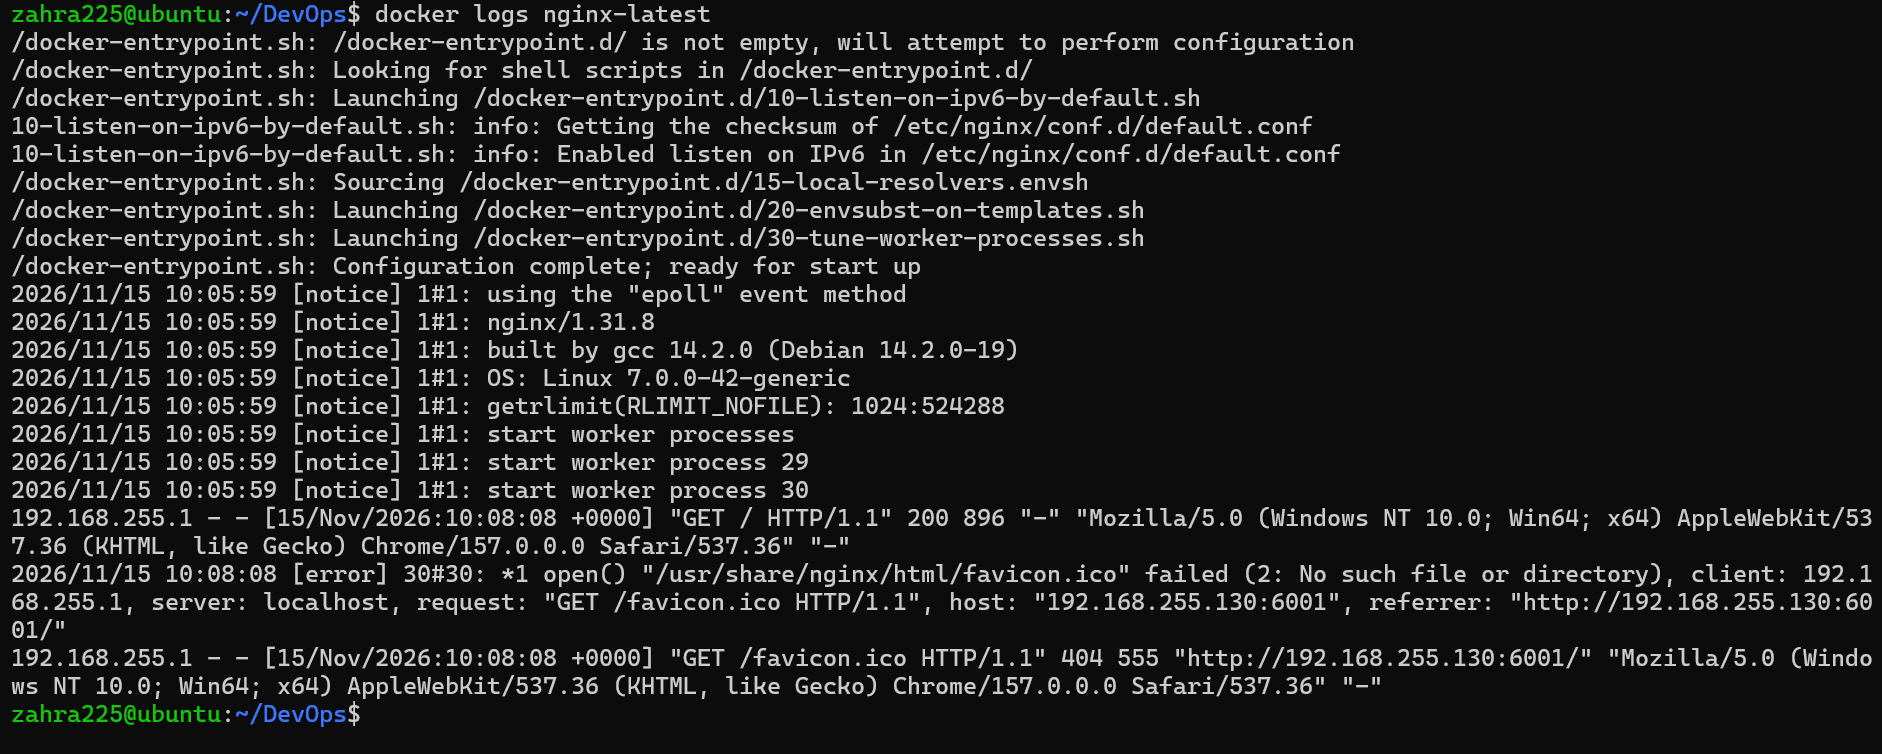 zahra225@ubuntu:~/DevOps$ docker logs nginx-latest
/docker-entrypoint.sh: /docker-entrypoint.d/ is not empty, will attempt to perform configuration
/docker-entrypoint.sh: Looking for shell scripts in /docker-entrypoint.d/
/docker-entrypoint.sh: Launching /docker-entrypoint.d/10-listen-on-ipv6-by-default.sh
10-listen-on-ipv6-by-default.sh: info: Getting the checksum of /etc/nginx/conf.d/default.conf
10-listen-on-ipv6-by-default.sh: info: Enabled listen on IPv6 in /etc/nginx/conf.d/default.conf
/docker-entrypoint.sh: Sourcing /docker-entrypoint.d/15-local-resolvers.envsh
/docker-entrypoint.sh: Launching /docker-entrypoint.d/20-envsubst-on-templates.sh
/docker-entrypoint.sh: Launching /docker-entrypoint.d/30-tune-worker-processes.sh
/docker-entrypoint.sh: Configuration complete; ready for start up
2026/11/15 10:05:59 [notice] 1#1: using the "epoll" event method
2026/11/15 10:05:59 [notice] 1#1: nginx/1.31.8
2026/11/15 10:05:59 [notice] 1#1: built by gcc 14.2.0 (Debian 14.2.0-19)
2026/11/15 10:05:59 [notice] 1#1: OS: Linux 7.0.0-42-generic
2026/11/15 10:05:59 [notice] 1#1: getrlimit(RLIMIT_NOFILE): 1024:524288
2026/11/15 10:05:59 [notice] 1#1: start worker processes
2026/11/15 10:05:59 [notice] 1#1: start worker process 29
2026/11/15 10:05:59 [notice] 1#1: start worker process 30
192.168.255.1 - - [15/Nov/2026:10:08:08 +0000] "GET / HTTP/1.1" 200 896 "-" "Mozilla/5.0 (Windows NT 10.0; Win64; x64) AppleWebKit/53
7.36 (KHTML, like Gecko) Chrome/157.0.0.0 Safari/537.36" "-"
2026/11/15 10:08:08 [error] 30#30: *1 open() "/usr/share/nginx/html/favicon.ico" failed (2: No such file or directory), client: 192.1
68.255.1, server: localhost, request: "GET /favicon.ico HTTP/1.1", host: "192.168.255.130:6001", referrer: "http://192.168.255.130:60
01/"
192.168.255.1 - - [15/Nov/2026:10:08:08 +0000] "GET /favicon.ico HTTP/1.1" 404 555 "http://192.168.255.130:6001/" "Mozilla/5.0 (Windo
ws NT 10.0; Win64; x64) AppleWebKit/537.36 (KHTML, like Gecko) Chrome/157.0.0.0 Safari/537.36" "-"
zahra225@ubuntu:~/DevOps$